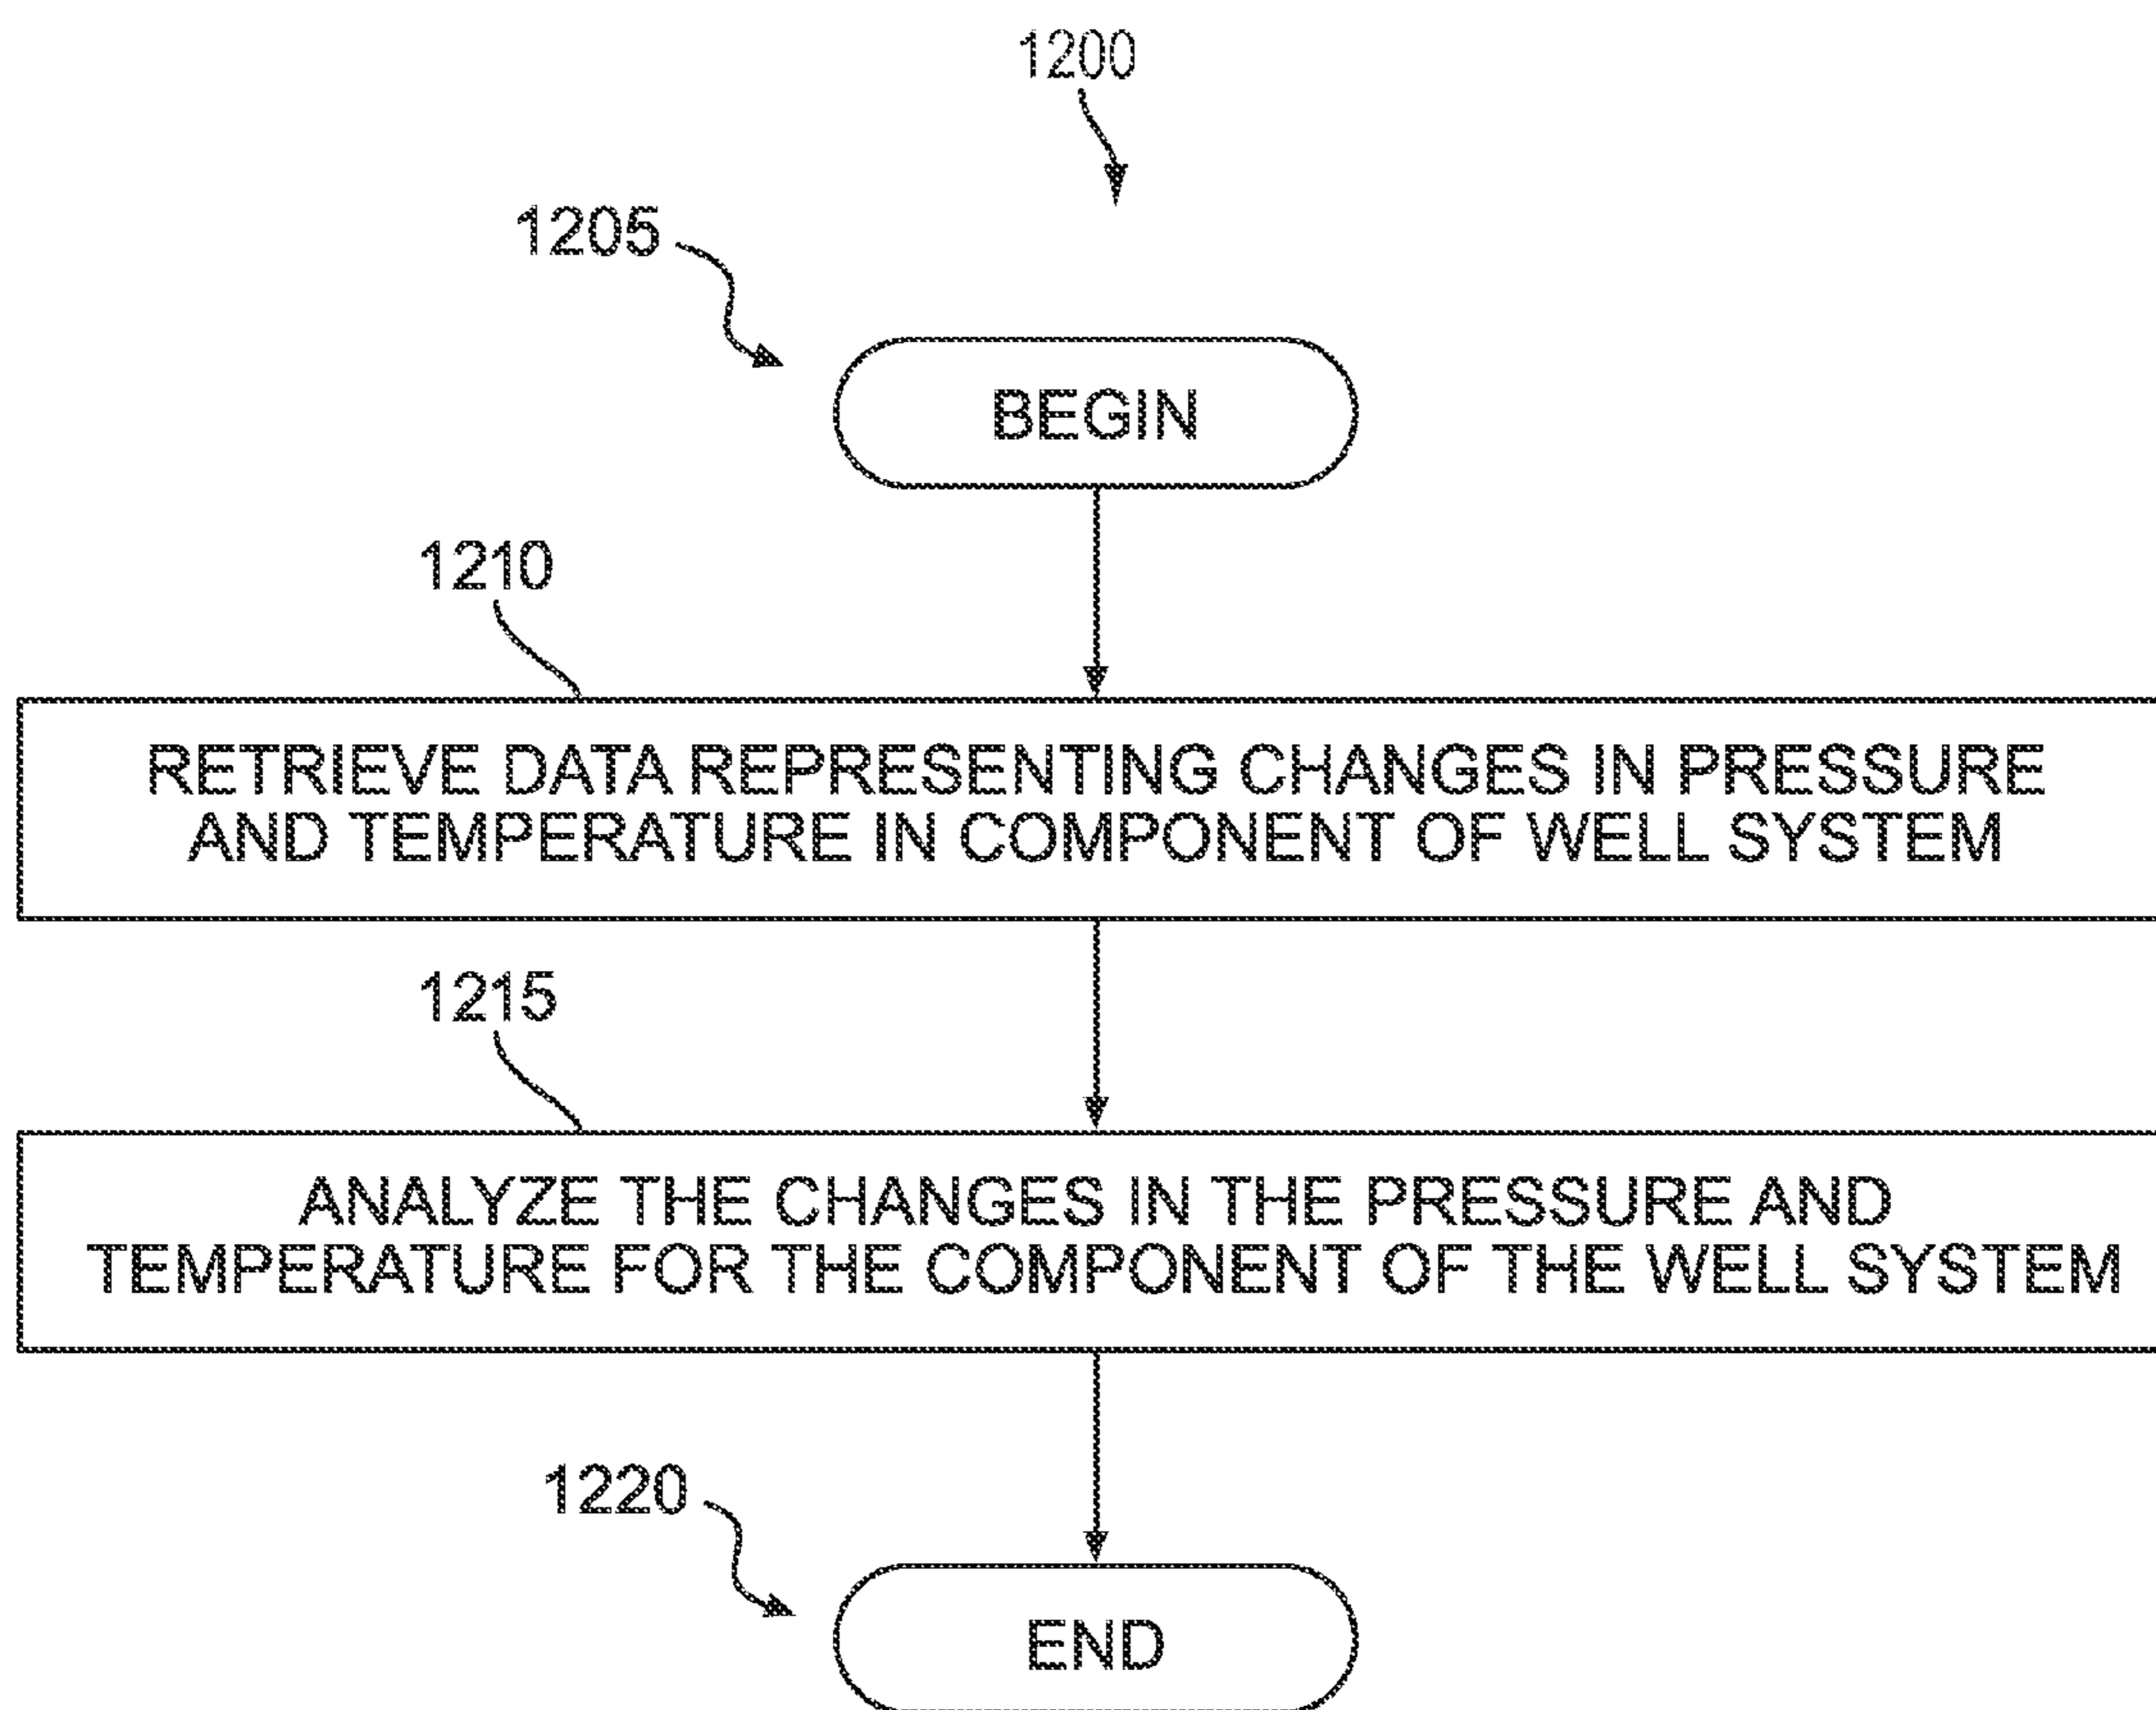 1200
1205
BEGIN
1210
RETRIEVE DATA REPRESENTING CHANGES IN PRESSURE
AND TEMPERATURE IN COMPONENT OF WELL SYSTEM
1215
ANALYZE THE CHANGES IN THE PRESSURE AND
TEMPERATURE FOR THE COMPONENT OF THE WELL SYSTEM
1220
END